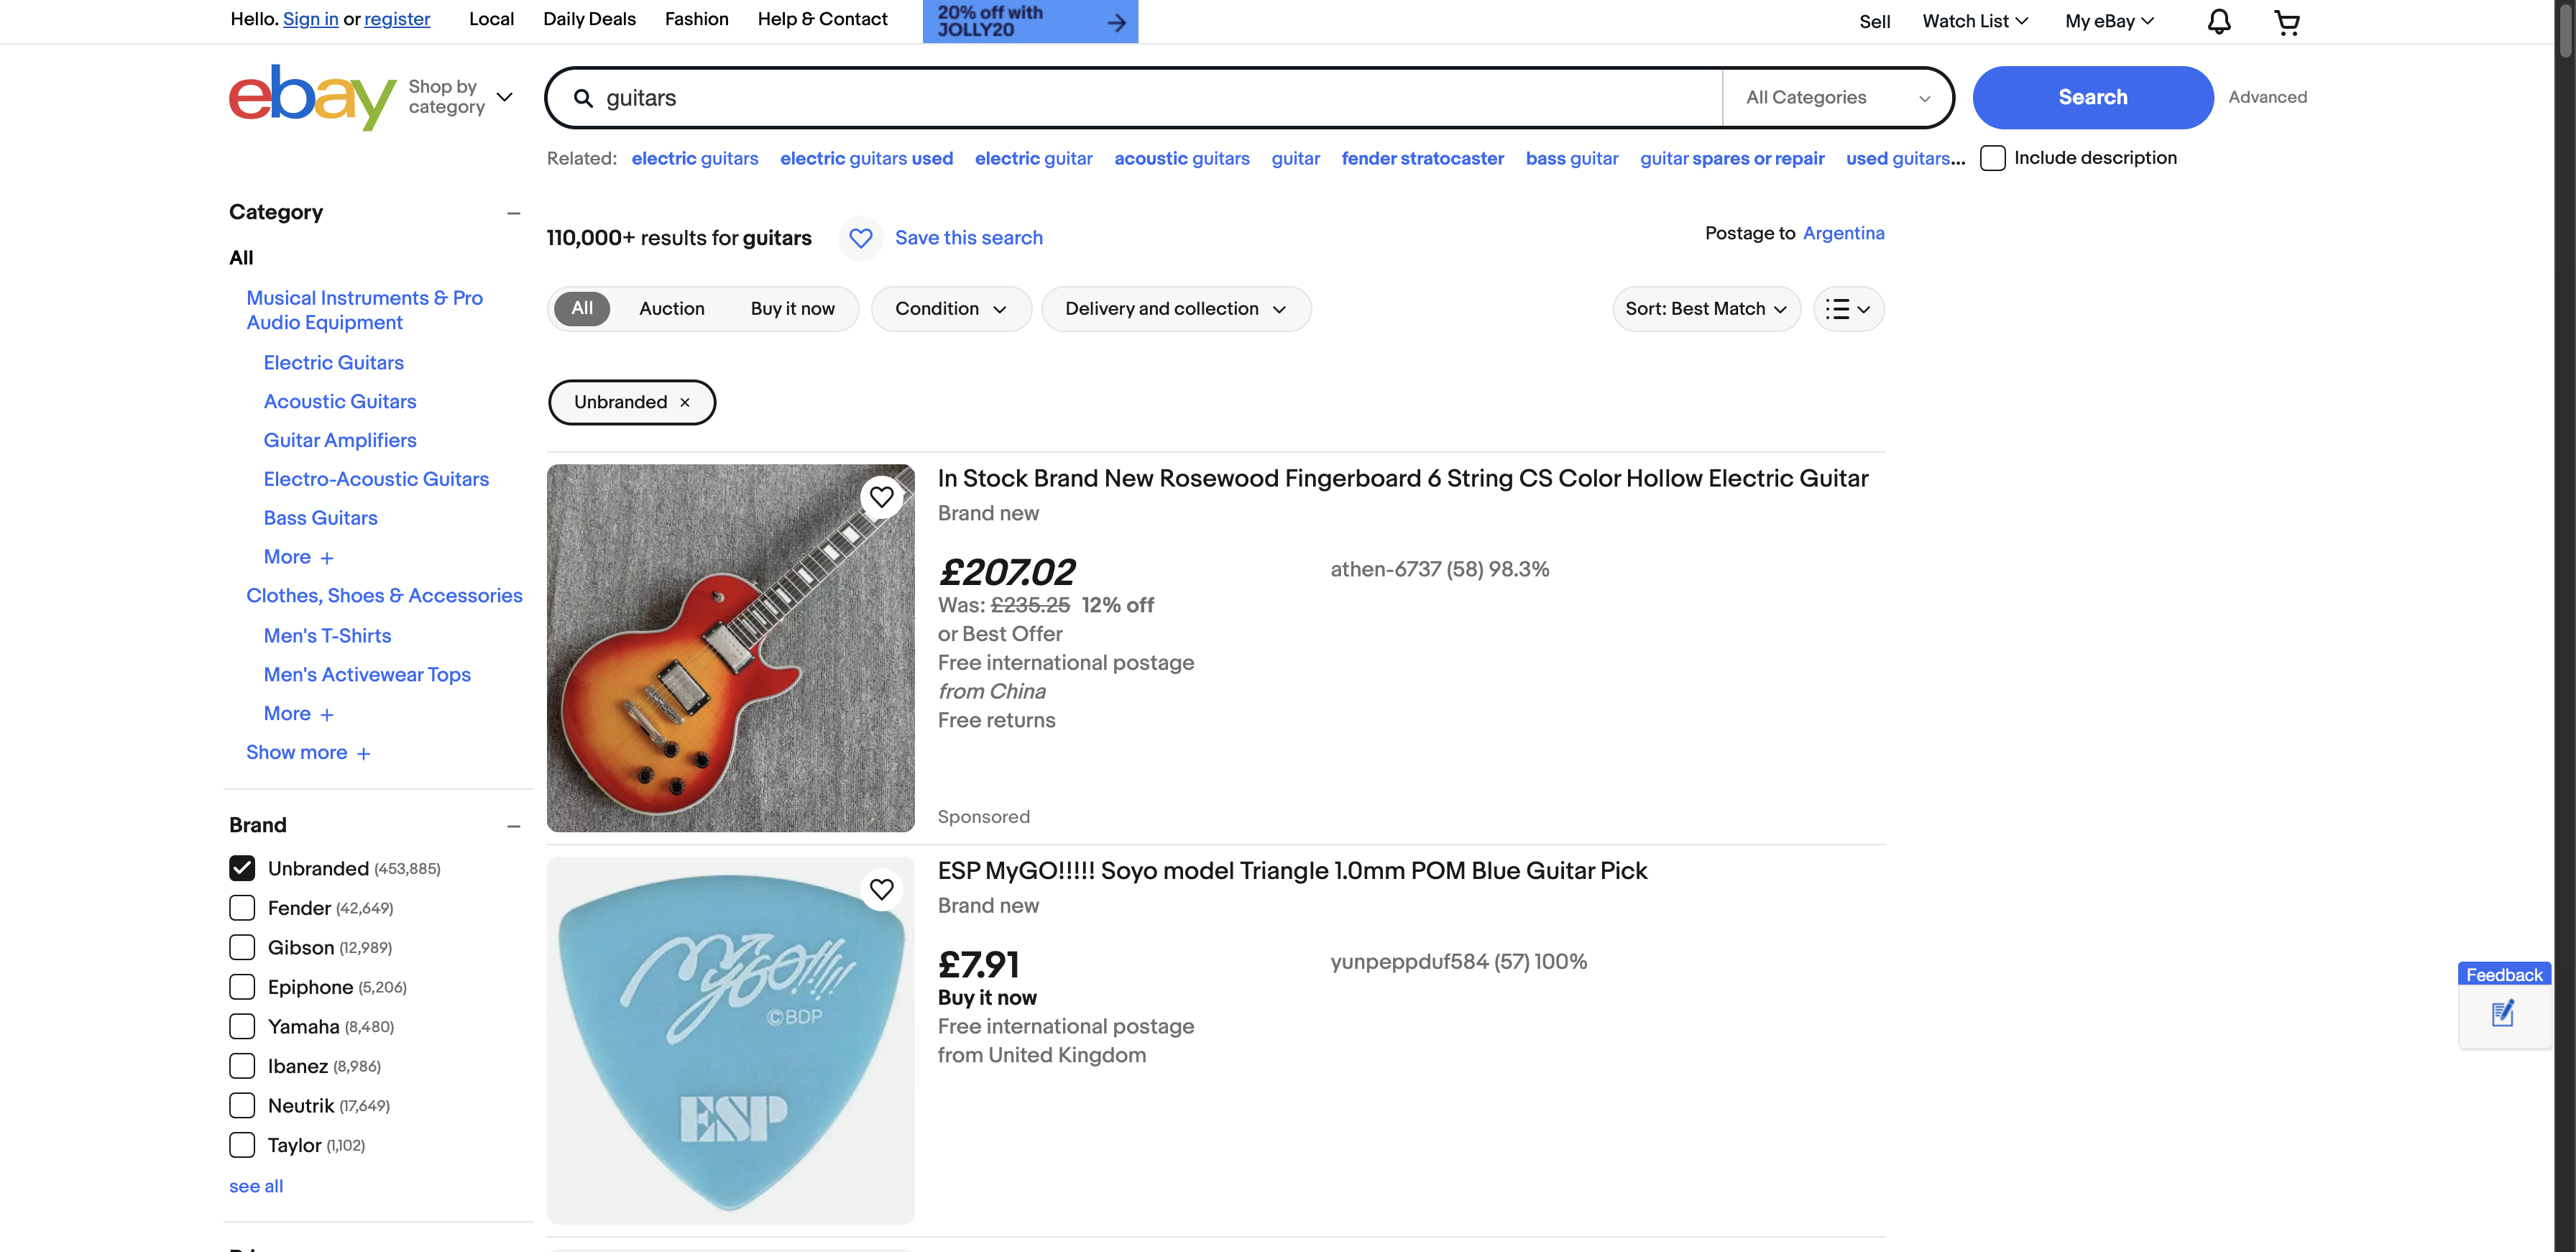 Hello. Sign in or register
Local
Daily Deals
Fashion
Help & Contact
20% off with
JOLLY20
Sell
Watch List
My eBay
ebay
Shop by
category
guitars
All Categories
Search
Advanced
Related: electric guitars electric guitars used electric guitar acoustic guitars guitar fender stratocaster bass guitar guitar spares or repair used guitars...
Include description
Category
All
Musical Instruments & Pro
Audio Equipment
Electric Guitars
Acoustic Guitars
Guitar Amplifiers
Electro-Acoustic Guitars
Bass Guitars
More +
Clothes, Shoes & Accessories
Men's T-Shirts
Men's Activewear Tops
More +
Show more +
Brand
Unbranded (453,885)
Fender (42,649)
Gibson (12,989)
Epiphone (5,206)
Yamaha (8,480)
Ibanez (8,986)
Neutrik (17,649)
Taylor (1,102)
see all
110,000+ results for guitars
Save this search
Postage to Argentina
All
Auction
Buy it now
Condition
Delivery and collection
Sort: Best Match
Unbranded ×
In Stock Brand New Rosewood Fingerboard 6 String CS Color Hollow Electric Guitar
Brand new
£207.02
athen-6737 (58) 98.3%
Was: £235.25 12% off
or Best Offer
Free international postage
from China
Free returns
Sponsored
MyGO!!!!!
©BDP
ESP
ESP MyGO!!!!! Soyo model Triangle 1.0mm POM Blue Guitar Pick
Brand new
£7.91
yunpeppduf584 (57) 100%
Buy it now
Free international postage
from United Kingdom
Feedback